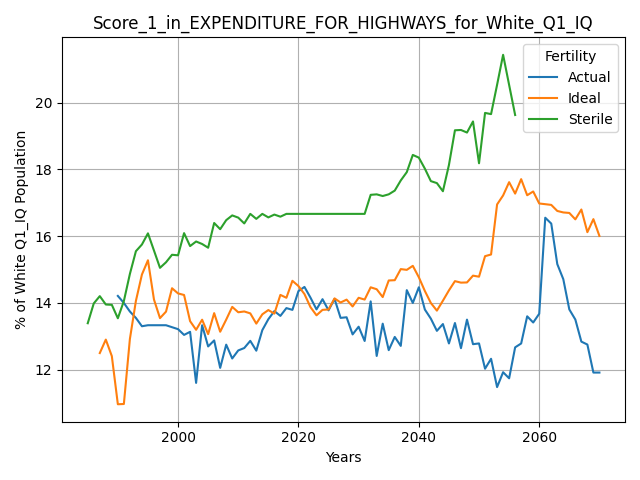 Score_1_in_EXPENDITURE_FOR_HIGHWAYS_for_White_Q1_IQ
Fertility
Actual
Ideal
Sterile
% of White Q1_IQ Population
20
18
16
14
12
2000
2020
2040
2060
Years